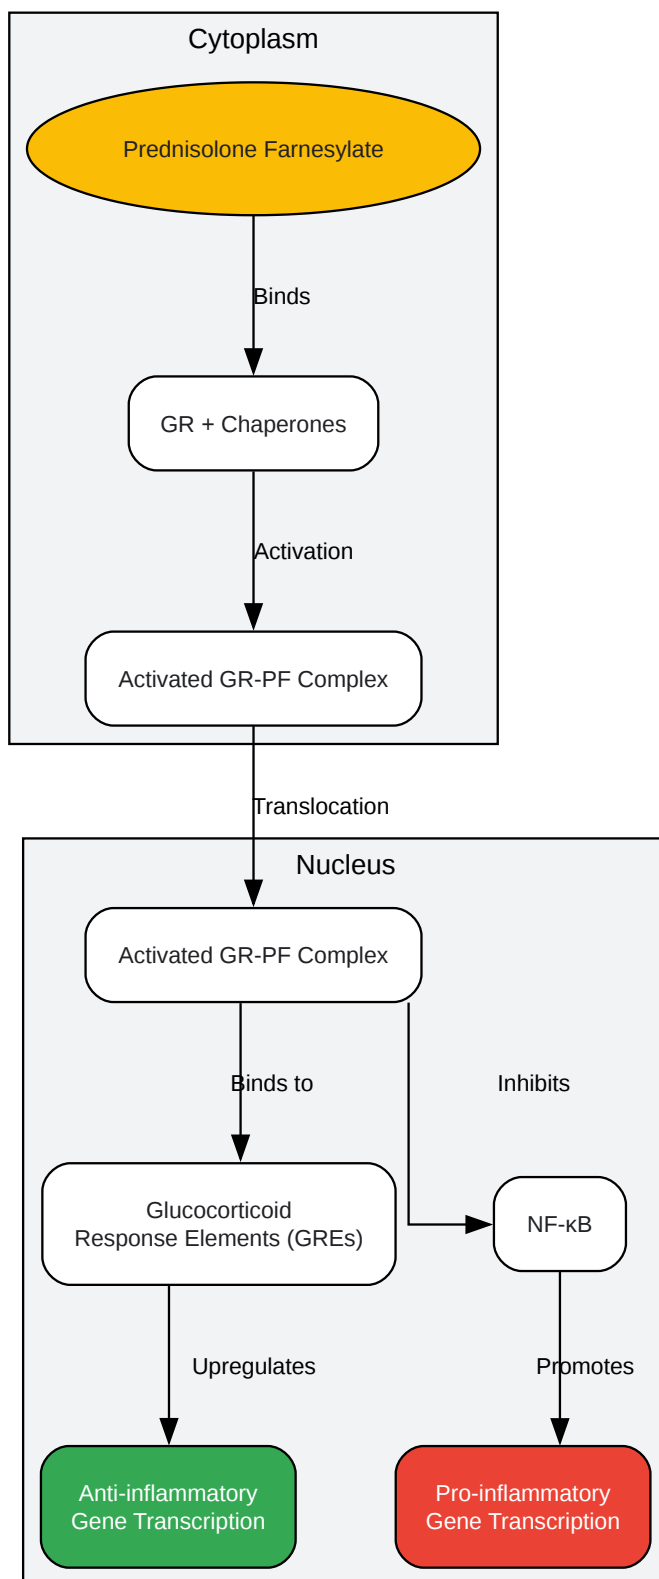 Cytoplasm
Prednisolone Farnesylate
Binds
GR + Chaperones
Activation
Activated GR-PF Complex
Translocation
Nucleus
Activated GR-PF Complex
Binds to
Inhibits
Glucocorticoid
Response Elements (GREs)
NF-κB
Upregulates
Promotes
Anti-inflammatory
Gene Transcription
Pro-inflammatory
Gene Transcription